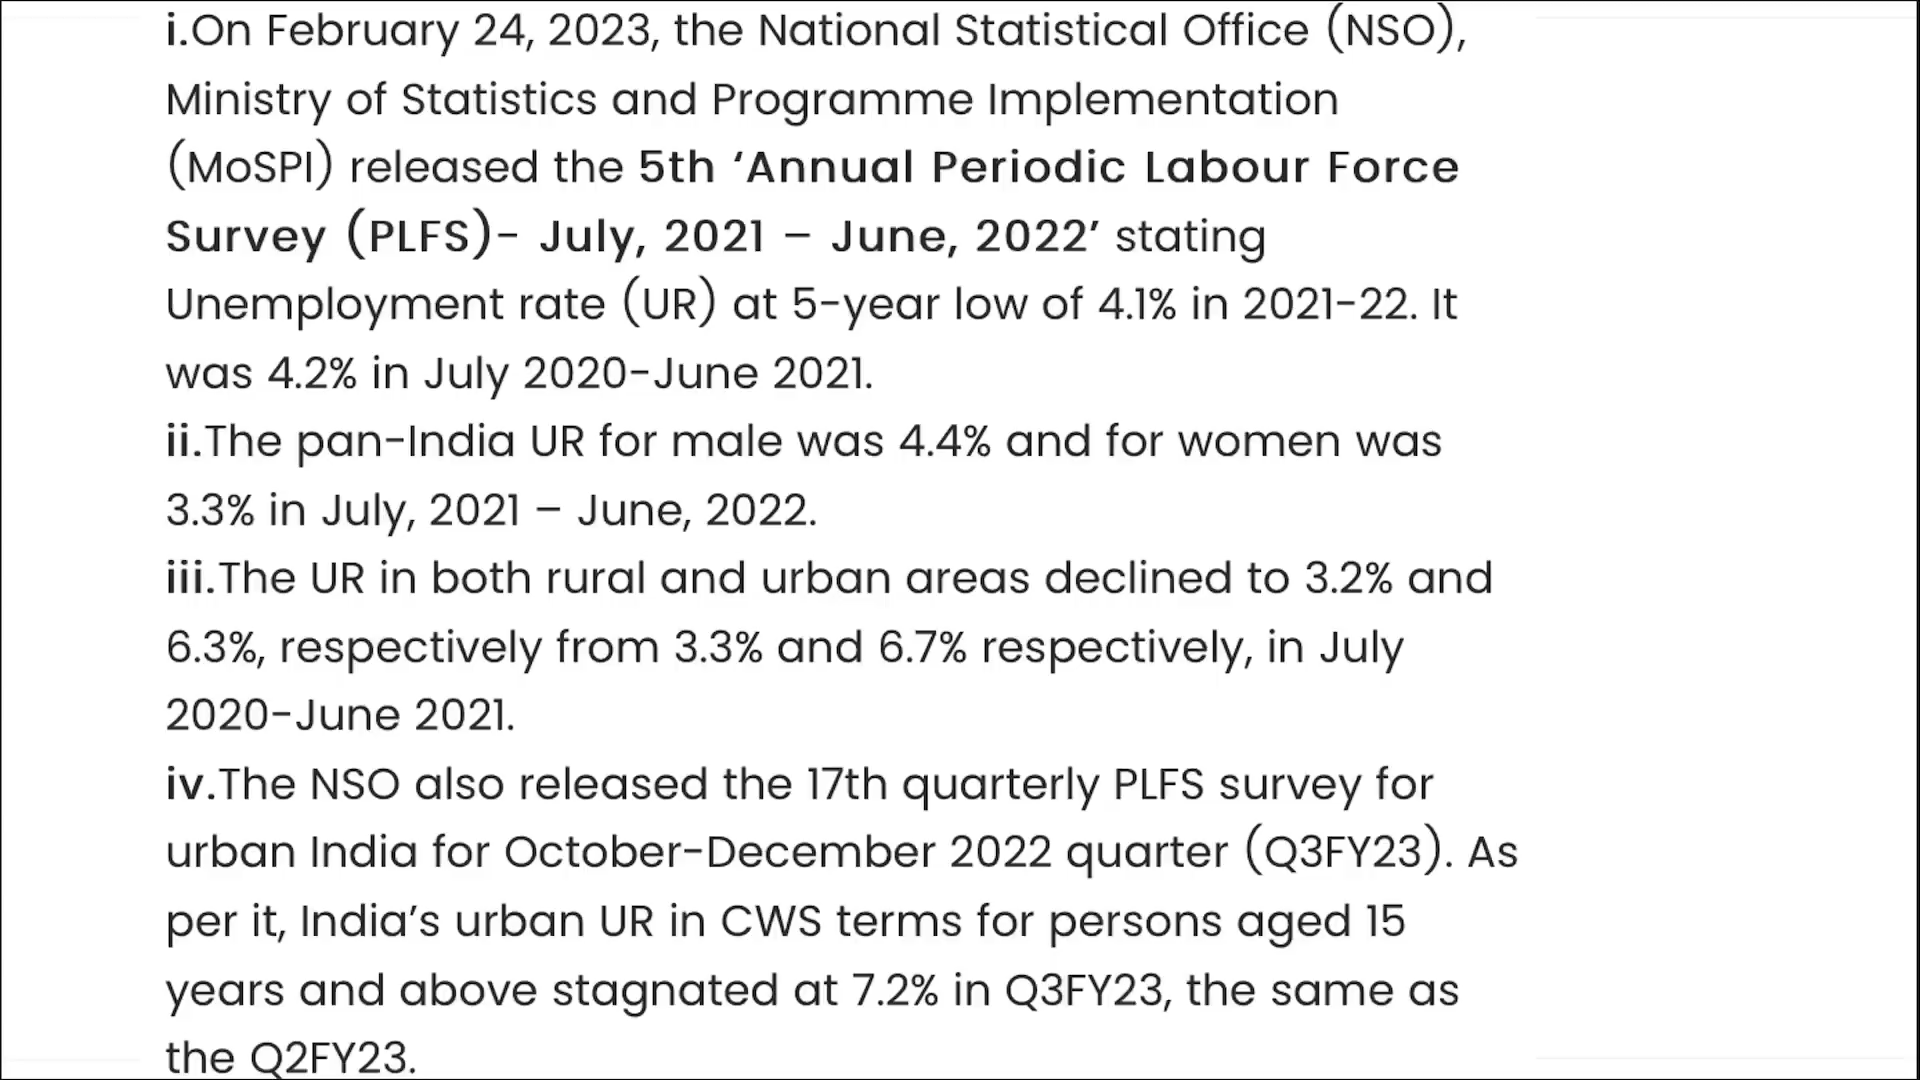 i.On February 24, 2023, the National Statistical Office (NSO),
Ministry of Statistics and Programme Implementation
(MoSPI) released the 5th ‘Annual Periodic Labour Force
Survey (PLFS)- July, 2021 – June, 2022’ stating
Unemployment rate (UR) at 5-year low of 4.1% in 2021-22. It
was 4.2% in July 2020-June 2021.
ii.The pan-India UR for male was 4.4% and for women was
3.3% in July, 2021 – June, 2022.
iii.The UR in both rural and urban areas declined to 3.2% and
6.3%, respectively from 3.3% and 6.7% respectively, in July
2020-June 2021.
iv.The NSO also released the 17th quarterly PLFS survey for
urban India for October-December 2022 quarter (Q3FY23). As
per it, India’s urban UR in CWS terms for persons aged 15
years and above stagnated at 7.2% in Q3FY23, the same as
the Q2FY23.